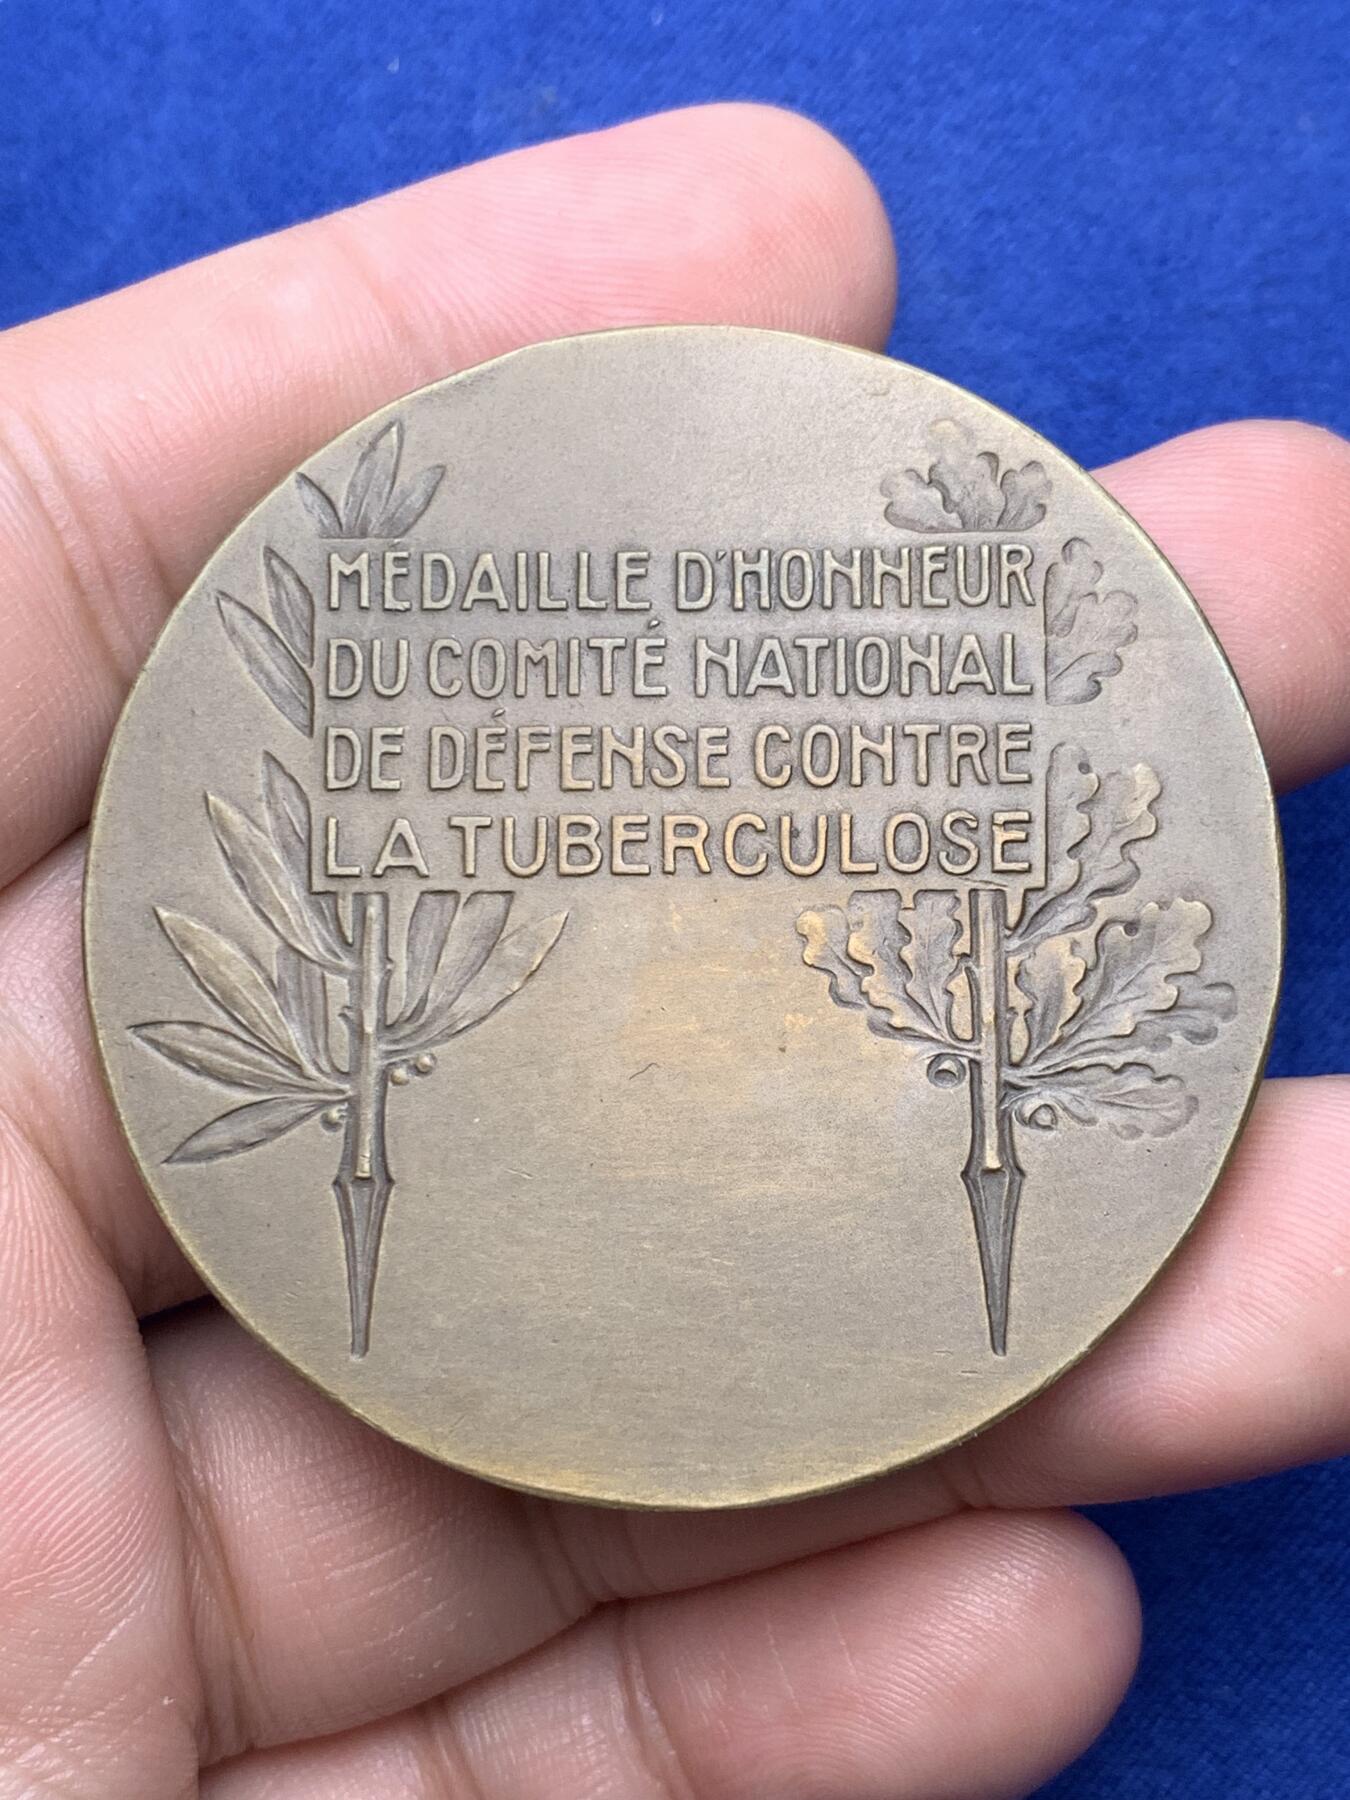 MÉDAILLE D'HONNEUR
DU COMITÉ NATIONAL
DE DÉFENSE CONTRE
LA TUBERCULOSE